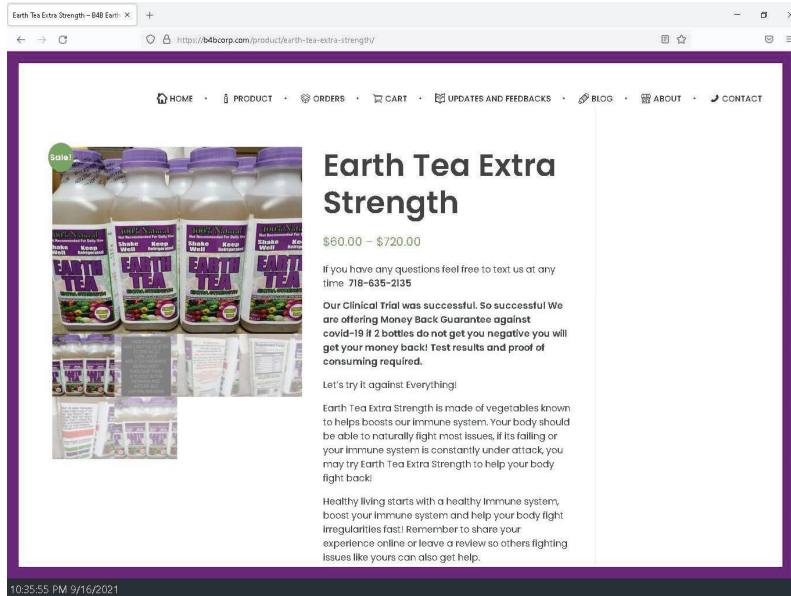 Earth Tea Extra Strength – B4B Earth
https://b4bcorp.com/product/earth-tea-extra-strength/
HOME · PRODUCT · ORDERS · CART · UPDATES AND FEEDBACKS · BLOG · ABOUT · CONTACT
Sale!
100% Natural
Shake Well
Keep Refrigerated
EARTH TEA
Earth Tea Extra
Strength
$60.00 – $720.00
If you have any questions feel free to text us at any
time 718-635-2135
Our Clinical Trial was successful. So successful We
are offering Money Back Guarantee against
covid-19 if 2 bottles do not get you negative you will
get your money back! Test results and proof of
consuming required.
Let's try it against Everything!
Earth Tea Extra Strength is made of vegetables known
to helps boosts our immune system. Your body should
be able to naturally fight most issues, if its failing or
your immune system is constantly under attack, you
may try Earth Tea Extra Strength to help your body
fight back!
Healthy living starts with a healthy Immune system,
boost your immune system and help your body fight
irregularities fast! Remember to share your
experience online or leave a review so others fighting
issues like yours can also get help.
10:35:55 PM 9/16/2021